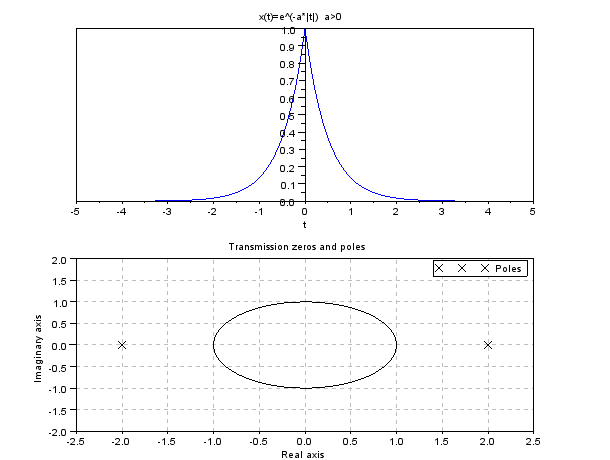 x(t)=e^(-a*|t|) a>0
1.0
0.9
0.8
0.7
0.6
0.5
0.4
0.3
0.2
0.1
0.0
-5 -4 -3 -2 -1 0 1 2 3 4 5
t
Transmission zeros and poles
Poles
2.0
1.5
1.0
0.5
0.0
-0.5
-1.0
-1.5
-2.0
Imaginary axis
-2.5 -2.0 -1.5 -1.0 -0.5 0.0 0.5 1.0 1.5 2.0 2.5
Real axis